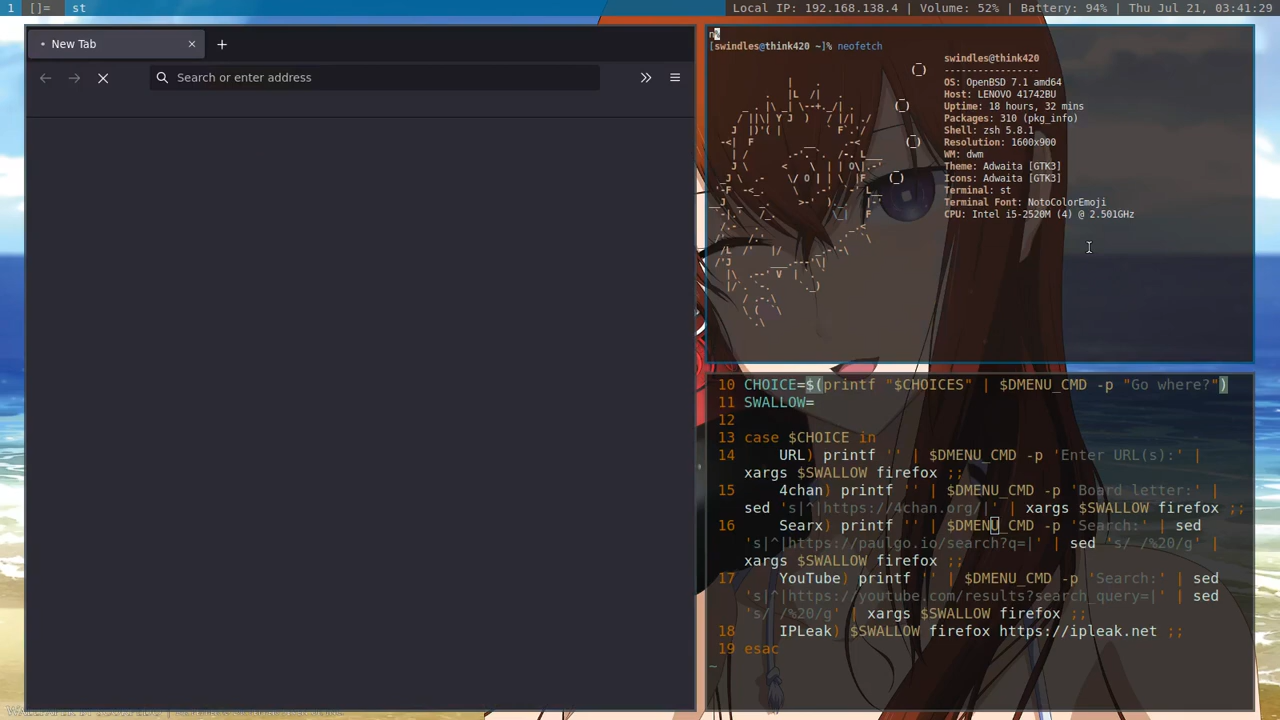 1 []= st Local IP: 192.168.138.4 | Volume: 52% | Battery: 94% | Thu Jul 21, 03:41:29
New Tab
Search or enter address
n%
[swindles@think420 ~]% neofetch
swindles@think420
-----------------
OS: OpenBSD 7.1 amd64
Host: LENOVO 41742BU
Uptime: 18 hours, 32 mins
Packages: 310 (pkg_info)
Shell: zsh 5.8.1
Resolution: 1600x900
WM: dwm
Theme: Adwaita [GTK3]
Icons: Adwaita [GTK3]
Terminal: st
Terminal Font: NotoColorEmoji
CPU: Intel i5-2520M (4) @ 2.501GHz
10 CHOICE=$(printf "$CHOICES" | $DMENU_CMD -p "Go where?")
11 SWALLOW=
12
13 case $CHOICE in
14 URL) printf '' | $DMENU_CMD -p 'Enter URL(s):' |
xargs $SWALLOW firefox ;;
15 4chan) printf '' | $DMENU_CMD -p 'Board letter:' |
sed 's|^|https://4chan.org/|' | xargs $SWALLOW firefox ;;
16 Searx) printf '' | $DMENU_CMD -p 'Search:' | sed
's|^|https://paulgo.io/search?q=|' | sed 's/ /%20/g' |
xargs $SWALLOW firefox ;;
17 YouTube) printf '' | $DMENU_CMD -p 'Search:' | sed
's|^|https://youtube.com/results?search_query=|' | sed
's/ /%20/g' | xargs $SWALLOW firefox ;;
18 IPLeak) $SWALLOW firefox https://ipleak.net ;;
19 esac
~